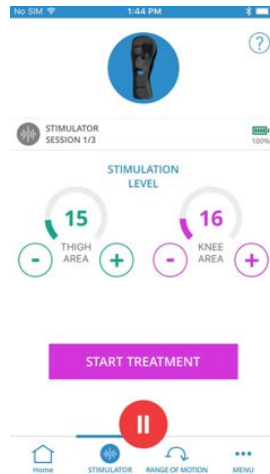 No SIM 1:44 PM
?
STIMULATOR
SESSION 1/3
100%
STIMULATION
LEVEL
15 16
THIGH KNEE
- AREA + - AREA +
START TREATMENT
Home STIMULATOR RANGE OF MOTION MENU